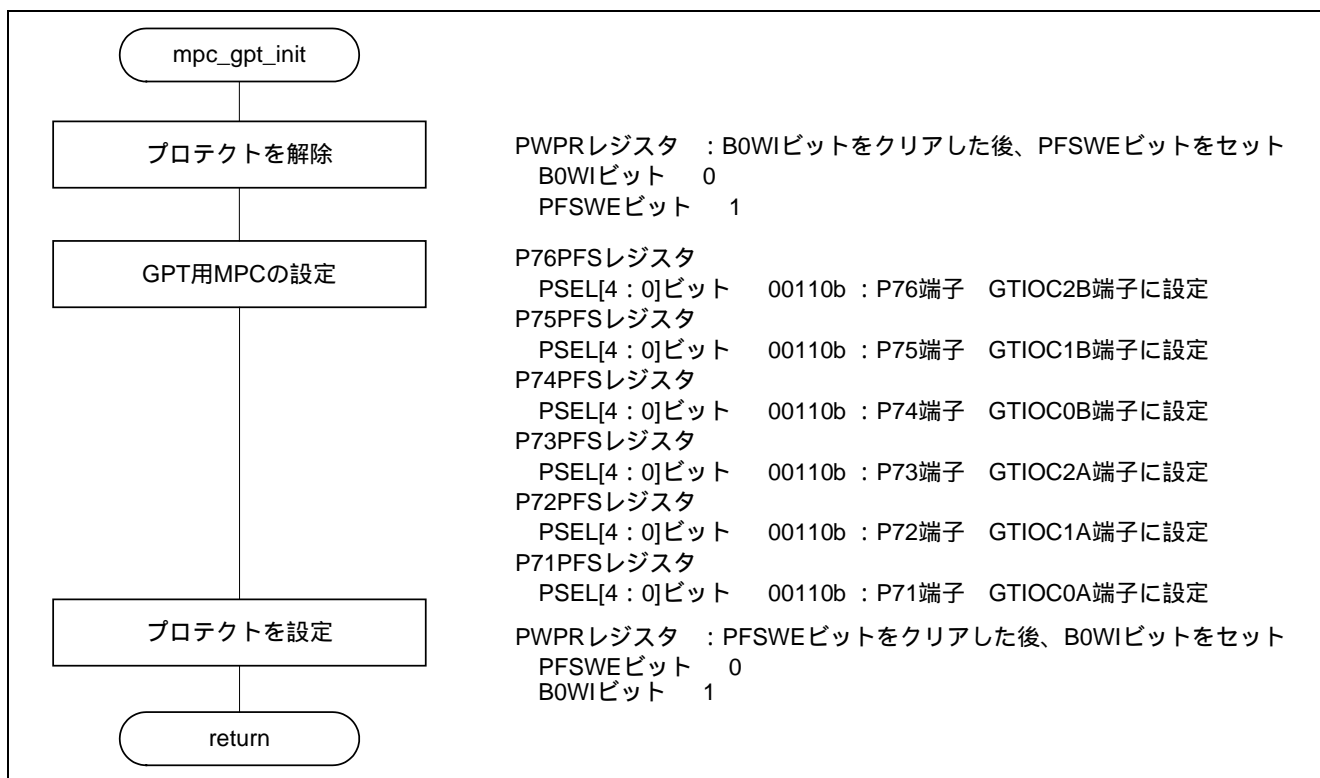 mpc_gpt_init
プロテクトを解除
PWPRレジスタ ：B0WIビットをクリアした後、PFSWEビットをセット
B0WIビット 0
PFSWEビット 1
GPT用MPCの設定
P76PFSレジスタ
PSEL[4：0]ビット 00110b ：P76端子 GTIOC2B端子に設定
P75PFSレジスタ
PSEL[4：0]ビット 00110b ：P75端子 GTIOC1B端子に設定
P74PFSレジスタ
PSEL[4：0]ビット 00110b ：P74端子 GTIOC0B端子に設定
P73PFSレジスタ
PSEL[4：0]ビット 00110b ：P73端子 GTIOC2A端子に設定
P72PFSレジスタ
PSEL[4：0]ビット 00110b ：P72端子 GTIOC1A端子に設定
P71PFSレジスタ
PSEL[4：0]ビット 00110b ：P71端子 GTIOC0A端子に設定
プロテクトを設定
PWPRレジスタ ：PFSWEビットをクリアした後、B0WIビットをセット
PFSWEビット 0
B0WIビット 1
return